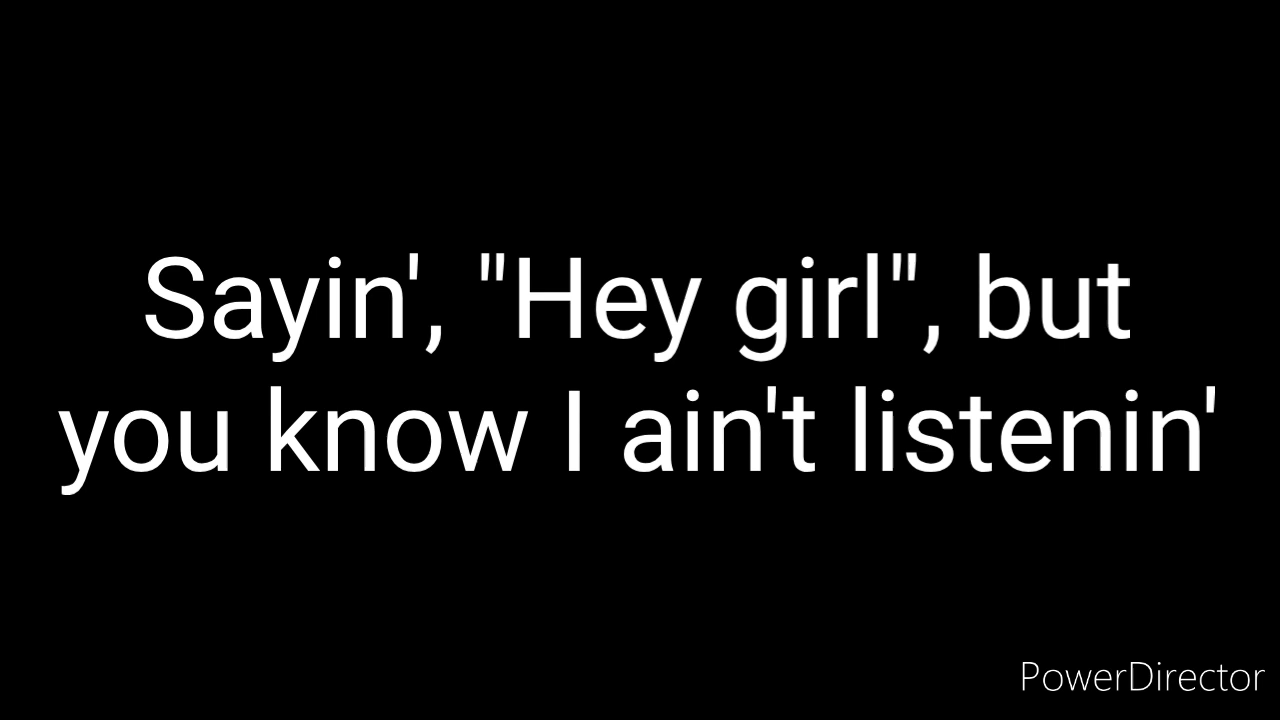 Sayin', "Hey girl", but
you know I ain't listenin'
PowerDirector